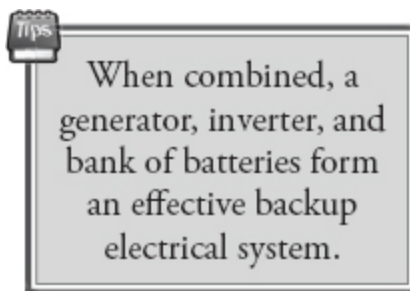 Tips
When combined, a
generator, inverter, and
bank of batteries form
an effective backup
electrical system.